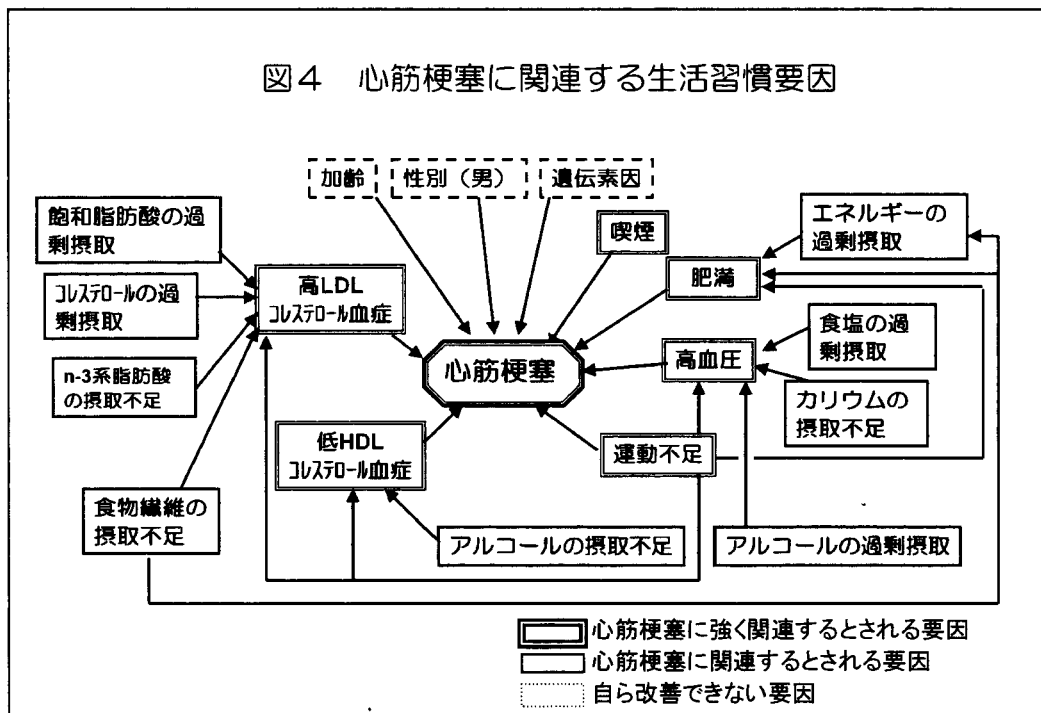 図4 心筋梗塞に関連する生活習慣要因
加齢
性別（男）
遺伝素因
飽和脂肪酸の過
剰摂取
喫煙
エネルギーの
過剰摂取
肥満
高LDL
ｺﾚｽﾃﾛｰﾙ血症
ｺﾚｽﾃﾛｰﾙの過
剰摂取
食塩の過
剰摂取
心筋梗塞
高血圧
n-3系脂肪酸
の摂取不足
カリウムの
摂取不足
低HDL
ｺﾚｽﾃﾛｰﾙ血症
運動不足
食物繊維の
摂取不足
アルコールの摂取不足
アルコールの過剰摂取
心筋梗塞に強く関連するとされる要因
心筋梗塞に関連するとされる要因
自ら改善できない要因